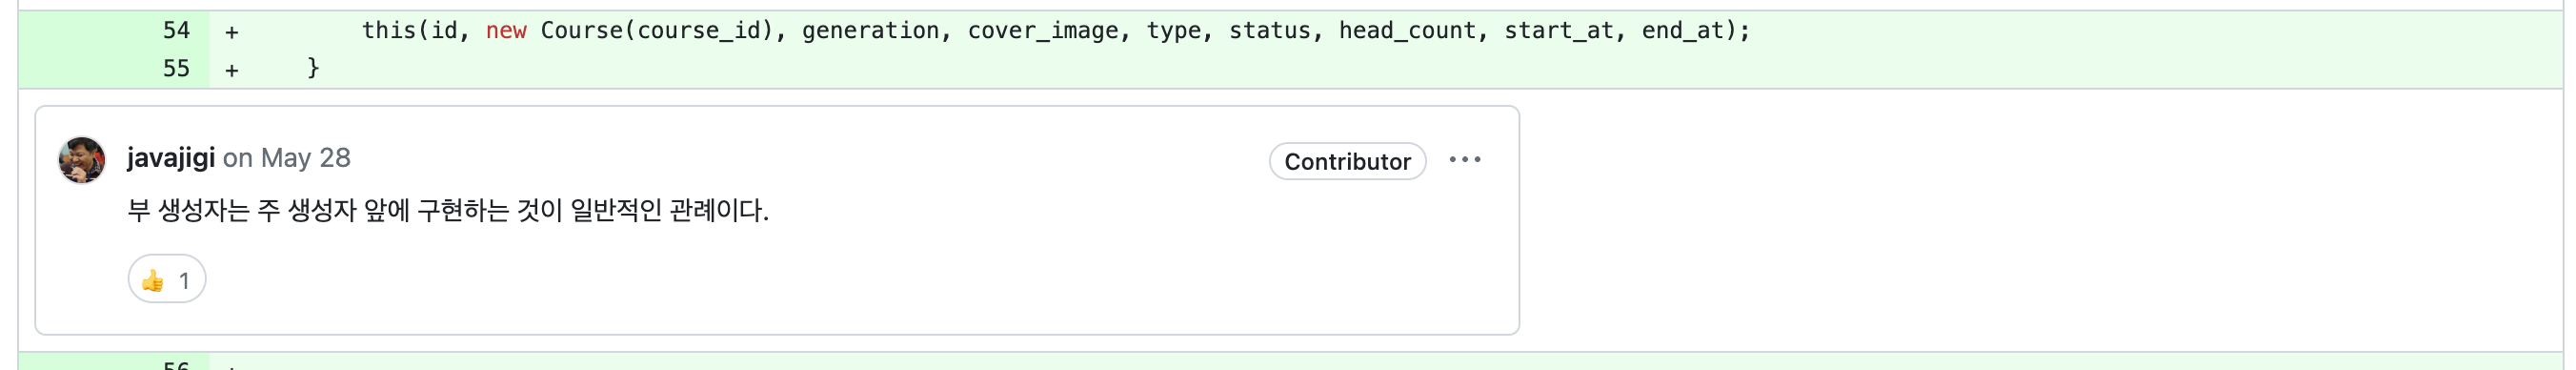 54 + this(id, new Course(course_id), generation, cover_image, type, status, head_count, start_at, end_at);
55 + }
javajigi on May 28
Contributor ...
부 생성자는 주 생성자 앞에 구현하는 것이 일반적인 관례이다.
👍 1
56 +